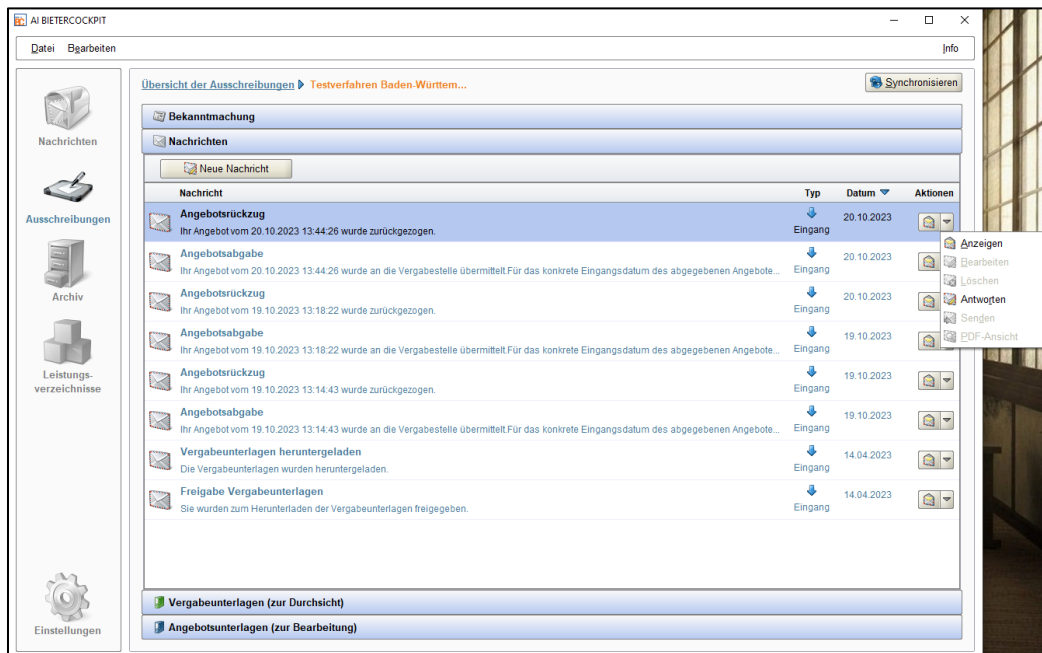 AI BIETERCOCKPIT
Datei Bearbeiten Info
Übersicht der Ausschreibungen Testverfahren Baden-Württem... Synchronisieren
Nachrichten
Ausschreibungen
Archiv
Leistungs-
verzeichnisse
Einstellungen
Bekanntmachung
Nachrichten
Neue Nachricht
Nachricht Typ Datum Aktionen
Angebotsrückzug
Ihr Angebot vom 20.10.2023 13:44:26 wurde zurückgezogen.
Eingang
20.10.2023
Angebotsabgabe
Ihr Angebot vom 20.10.2023 13:44:26 wurde an die Vergabestelle übermittelt.Für das konkrete Eingangsdatum des abgegebenen Angebote...
Eingang
20.10.2023
Angebotsrückzug
Ihr Angebot vom 19.10.2023 13:18:22 wurde zurückgezogen.
Eingang
20.10.2023
Angebotsabgabe
Ihr Angebot vom 19.10.2023 13:18:22 wurde an die Vergabestelle übermittelt.Für das konkrete Eingangsdatum des abgegebenen Angebote...
Eingang
19.10.2023
Angebotsrückzug
Ihr Angebot vom 19.10.2023 13:14:43 wurde zurückgezogen.
Eingang
19.10.2023
Angebotsabgabe
Ihr Angebot vom 19.10.2023 13:14:43 wurde an die Vergabestelle übermittelt.Für das konkrete Eingangsdatum des abgegebenen Angebote...
Eingang
19.10.2023
Vergabeunterlagen heruntergeladen
Die Vergabeunterlagen wurden heruntergeladen.
Eingang
14.04.2023
Freigabe Vergabeunterlagen
Sie wurden zum Herunterladen der Vergabeunterlagen freigegeben.
Eingang
14.04.2023
Anzeigen
Bearbeiten
Löschen
Antworten
Senden
PDF-Ansicht
Vergabeunterlagen (zur Durchsicht)
Angebotsunterlagen (zur Bearbeitung)